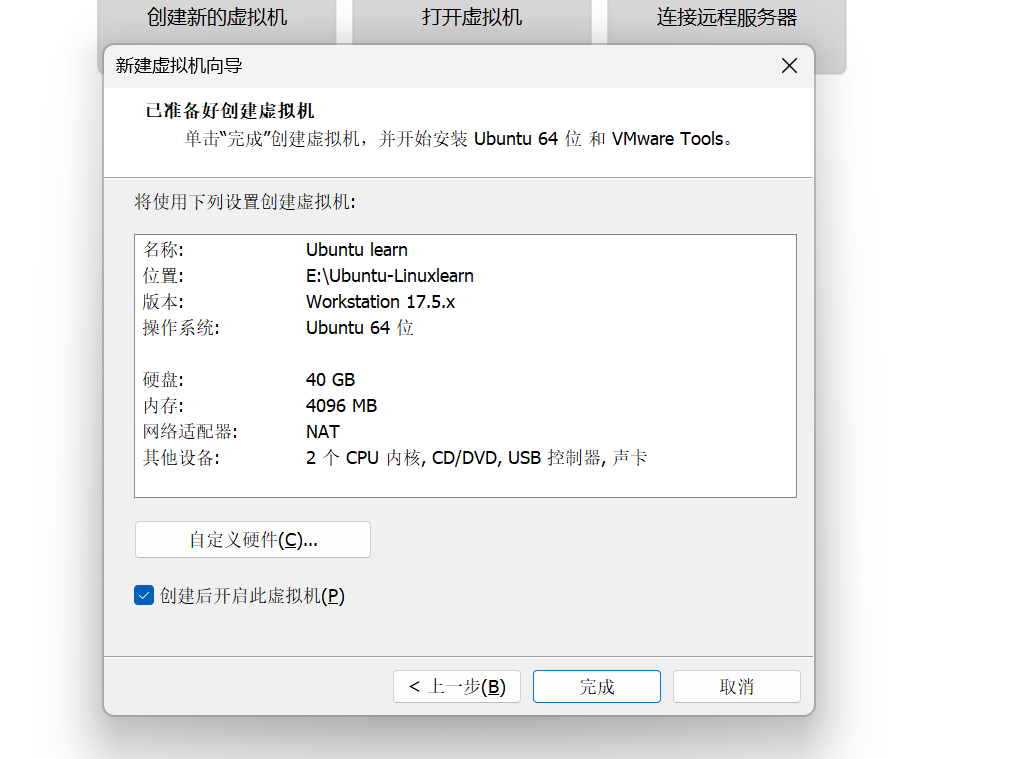 创建新的虚拟机 打开虚拟机 连接远程服务器
新建虚拟机向导
已准备好创建虚拟机
单击“完成”创建虚拟机，并开始安装 Ubuntu 64 位 和 VMware Tools。
将使用下列设置创建虚拟机:
名称: Ubuntu learn
位置: E:\Ubuntu-Linuxlearn
版本: Workstation 17.5.x
操作系统: Ubuntu 64 位
硬盘: 40 GB
内存: 4096 MB
网络适配器: NAT
其他设备: 2 个 CPU 内核, CD/DVD, USB 控制器, 声卡
自定义硬件(C)...
创建后开启此虚拟机(P)
< 上一步(B) 完成 取消